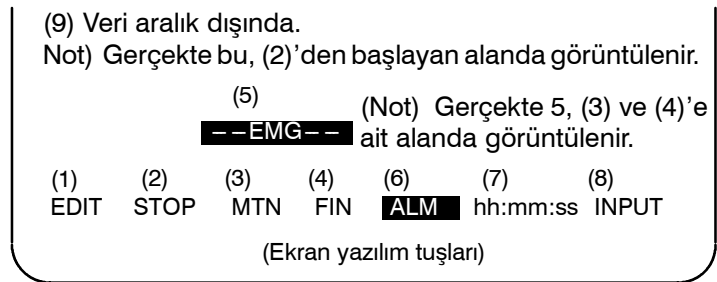 (9) Veri aralık dışında.
Not) Gerçekte bu, (2)’den başlayan alanda görüntülenir.
(5)
– –EMG– –
(Not) Gerçekte 5, (3) ve (4)’e
ait alanda görüntülenir.
(1) (2) (3) (4) (6) (7) (8)
EDIT STOP MTN FIN ALM hh:mm:ss INPUT
(Ekran yazılım tuşları)